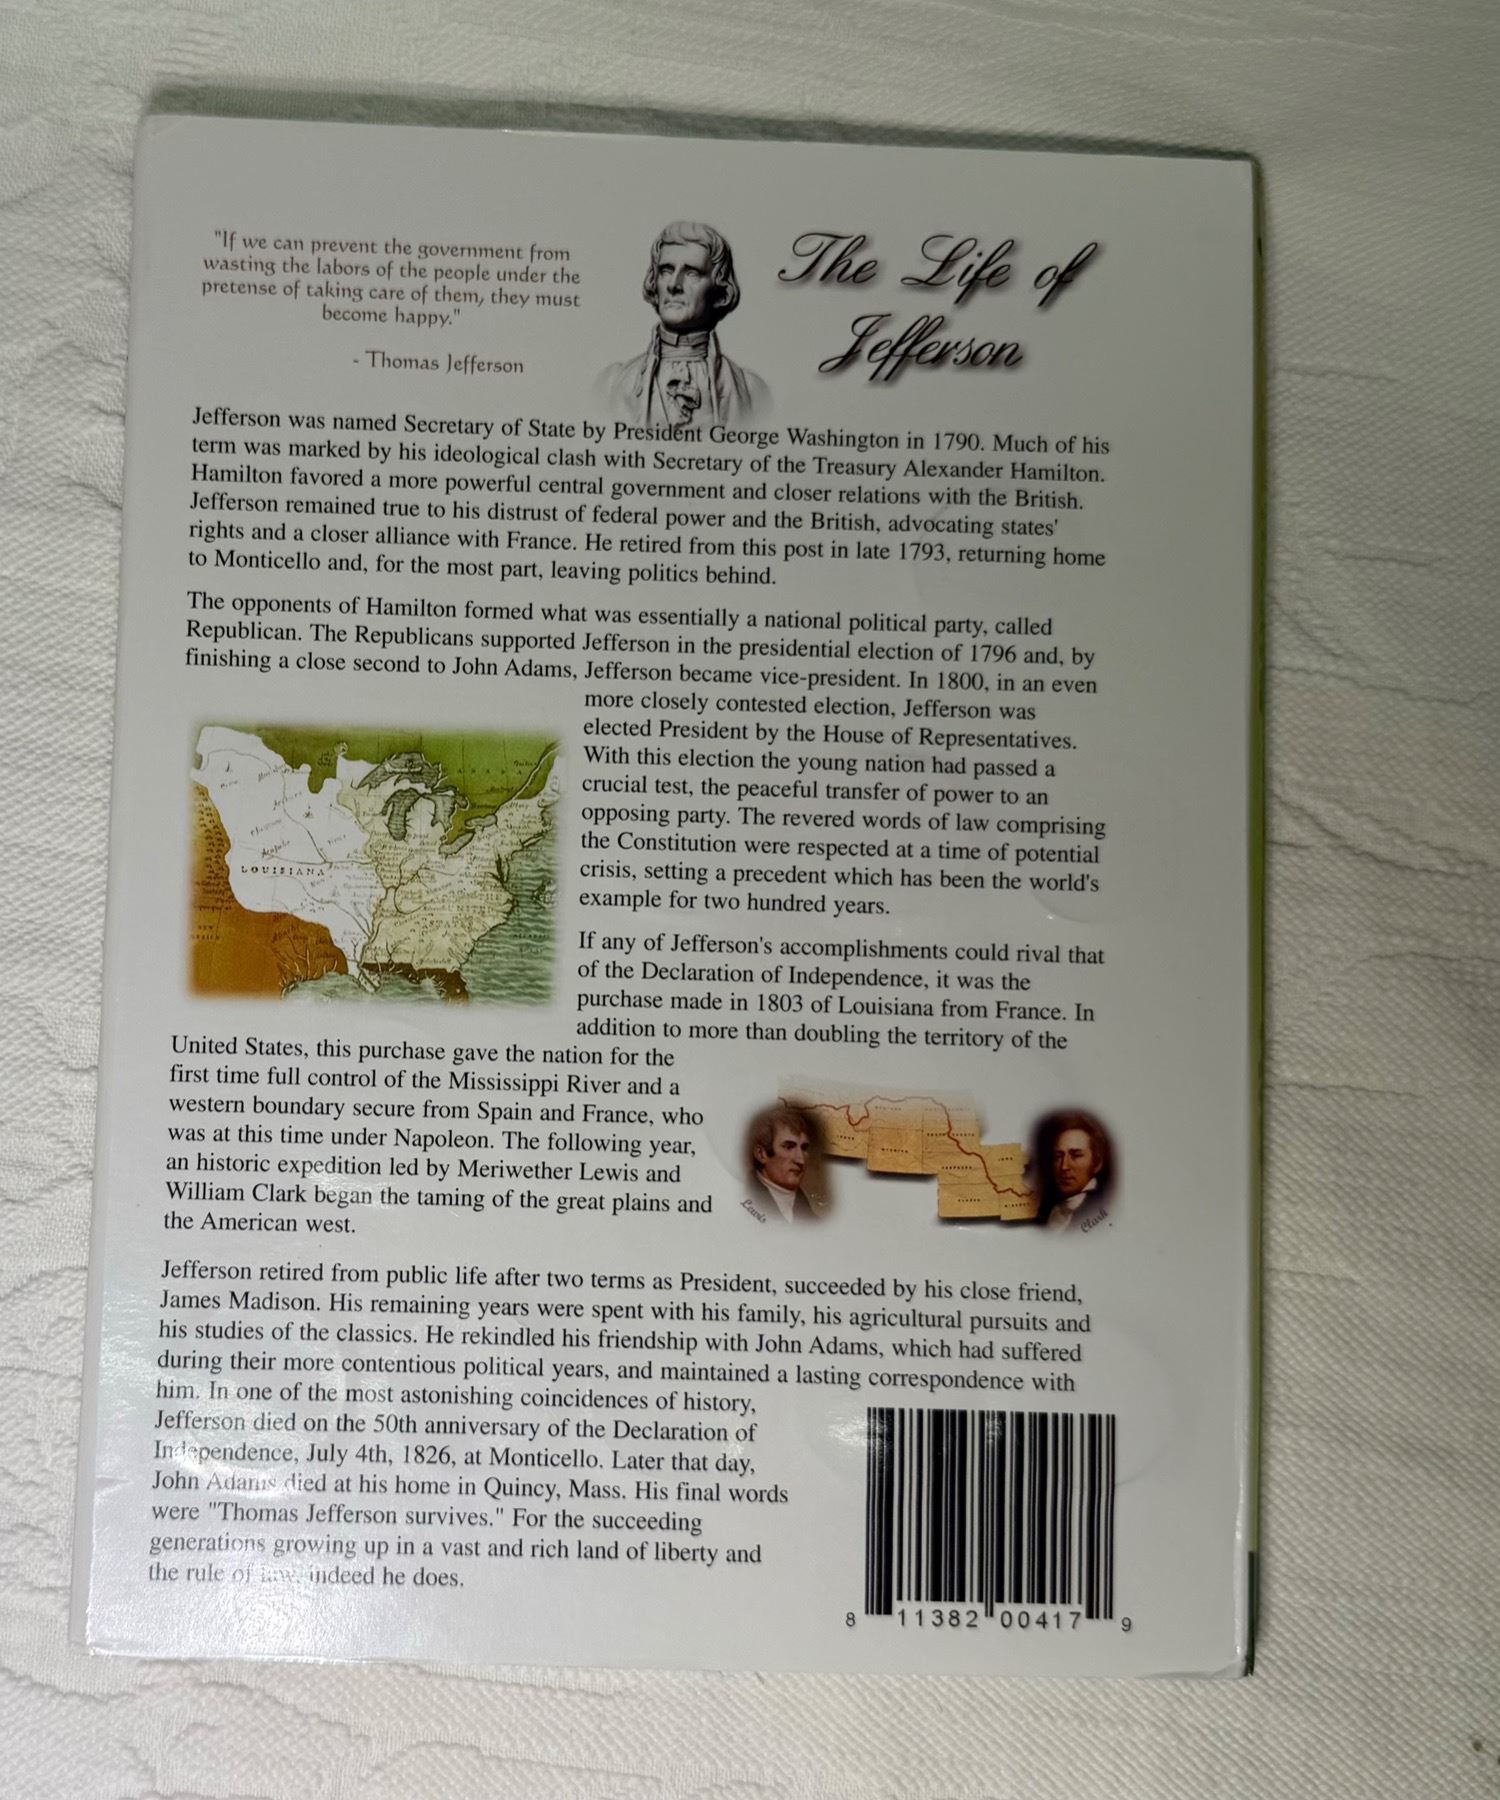 "If we can prevent the government from
wasting the labors of the people under the
pretense of taking care of them, they must
become happy."
- Thomas Jefferson
The Life of
Jefferson
Jefferson was named Secretary of State by President George Washington in 1790. Much of his
term was marked by his ideological clash with Secretary of the Treasury Alexander Hamilton.
Hamilton favored a more powerful central government and closer relations with the British.
Jefferson remained true to his distrust of federal power and the British, advocating states'
rights and a closer alliance with France. He retired from this post in late 1793, returning home
to Monticello and, for the most part, leaving politics behind.
The opponents of Hamilton formed what was essentially a national political party, called
Republican. The Republicans supported Jefferson in the presidential election of 1796 and, by
finishing a close second to John Adams, Jefferson became vice-president. In 1800, in an even
more closely contested election, Jefferson was
elected President by the House of Representatives.
With this election the young nation had passed a
crucial test, the peaceful transfer of power to an
opposing party. The revered words of law comprising
the Constitution were respected at a time of potential
crisis, setting a precedent which has been the world's
example for two hundred years.
LOUISIANA
If any of Jefferson's accomplishments could rival that
of the Declaration of Independence, it was the
purchase made in 1803 of Louisiana from France. In
addition to more than doubling the territory of the
United States, this purchase gave the nation for the
first time full control of the Mississippi River and a
western boundary secure from Spain and France, who
was at this time under Napoleon. The following year,
an historic expedition led by Meriwether Lewis and
William Clark began the taming of the great plains and
the American west.
Lewis
Clark
Jefferson retired from public life after two terms as President, succeeded by his close friend,
James Madison. His remaining years were spent with his family, his agricultural pursuits and
his studies of the classics. He rekindled his friendship with John Adams, which had suffered
during their more contentious political years, and maintained a lasting correspondence with
him. In one of the most astonishing coincidences of history,
Jefferson died on the 50th anniversary of the Declaration of
Independence, July 4th, 1826, at Monticello. Later that day,
John Adams died at his home in Quincy, Mass. His final words
were "Thomas Jefferson survives." For the succeeding
generations growing up in a vast and rich land of liberty and
the rule of law, indeed he does.
8 11382 00417 9